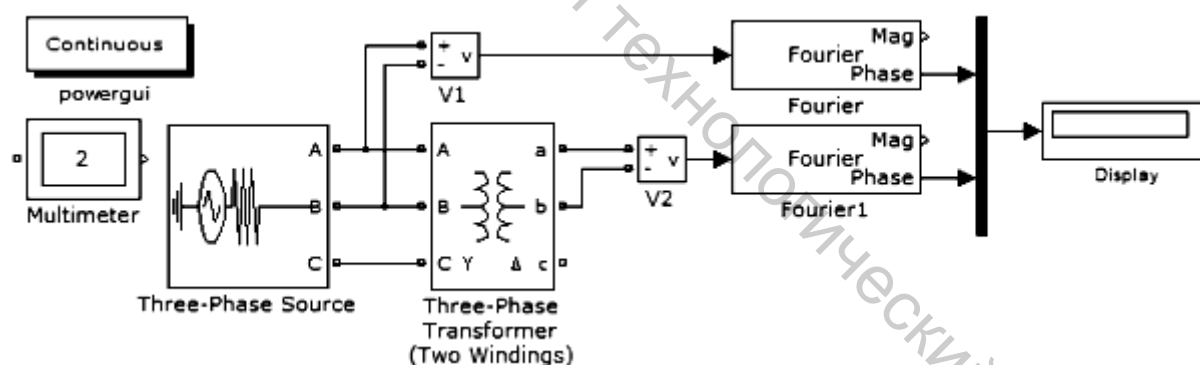 Continuous
powergui
2
Multimeter
A
B
C
Three-Phase Source
+
-
v
V1
A
B
C
Y
Δ
a
b
c
Three-Phase
Transformer
(Two Windings)
+
-
v
V2
Fourier
Mag
Phase
Fourier
Fourier
Mag
Phase
Fourier1
Display
технологический